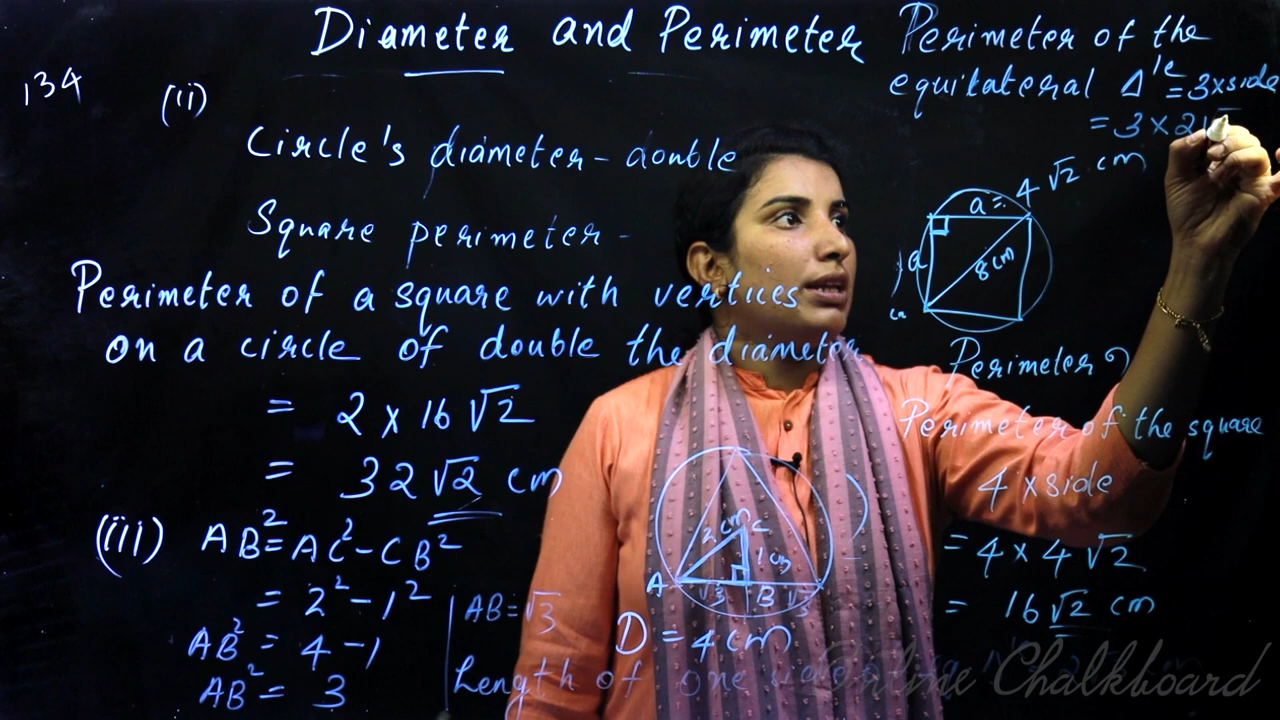 Diameter and Perimeter
134
(ii)
Circle's diameter - double
Square perimeter -
Perimeter of a square with vertices
on a circle of double the diameter
= 2 × 16 √2
= 32 √2 cm
(iii) AB² = AC² - CB²
= 2² - 1²
AB² = 4 - 1
AB² = 3
AB = √3
Length of one side
2 cm
C
1 cm
A
√3
B
√3
D = 4 cm
Perimeter of the
equilateral Δˡᵉ = 3 × side
= 3 × 2√
a = 4 √2 cm
a
8 cm
Perimeter
Perimeter of the square
4 × side
= 4 × 4 √2
= 16 √2 cm
Online Chalkboard